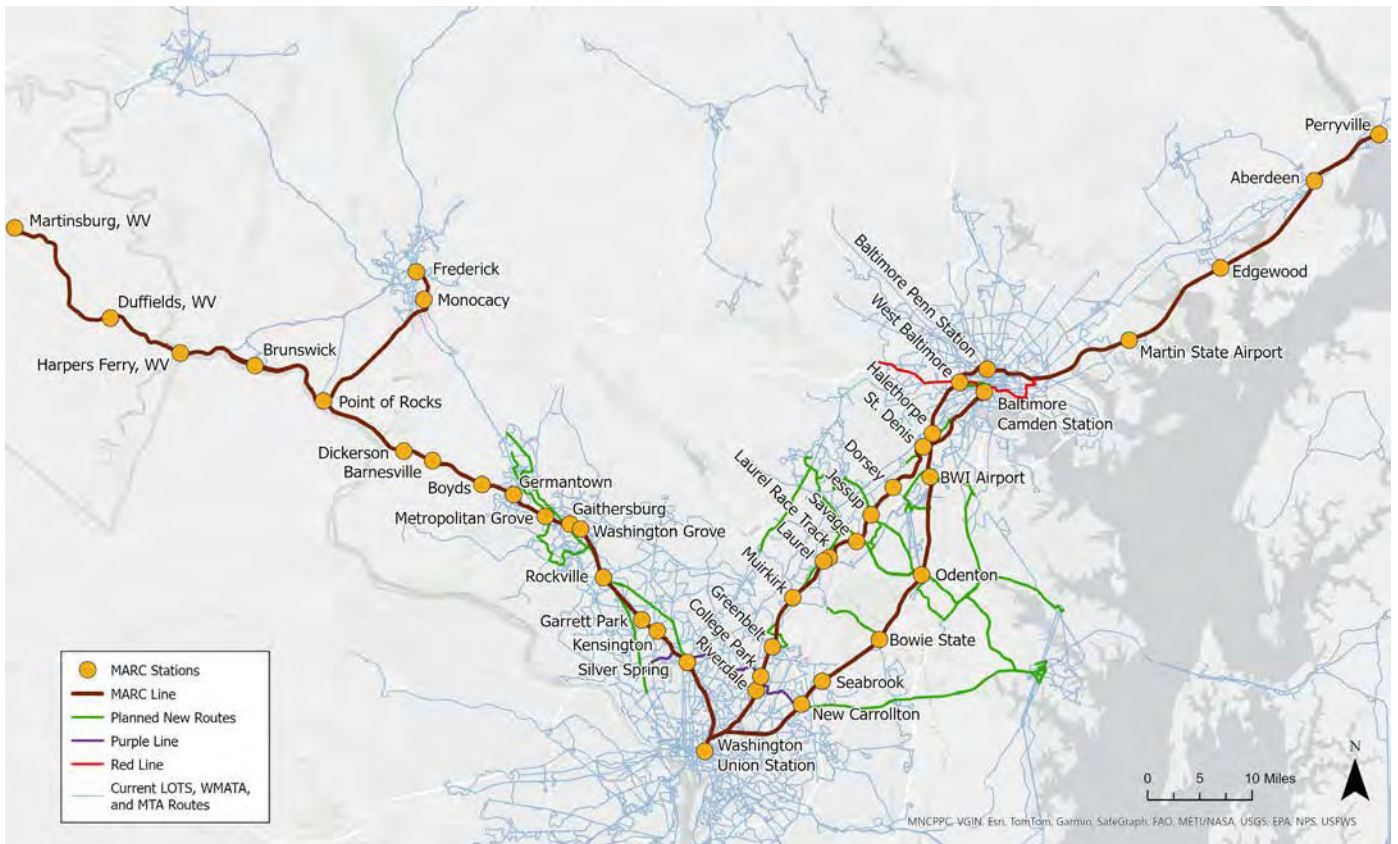 Perryville
Aberdeen
Edgewood
Martin State Airport
Baltimore Penn Station
West Baltimore
Halethorpe
St. Denis
Dorsey
Jessup
Savage
Laurel Race Track
Laurel
Muirkirk
Greenbelt
College Park
Riverdale
Baltimore
Camden Station
BWI Airport
Odenton
Bowie State
Seabrook
New Carrollton
Washington
Union Station
Martinsburg, WV
Duffields, WV
Harpers Ferry, WV
Brunswick
Frederick
Monocacy
Point of Rocks
Dickerson
Barnesville
Boyds
Germantown
Metropolitan Grove
Gaithersburg
Washington Grove
Rockville
Garrett Park
Kensington
Silver Spring
MARC Stations
MARC Line
Planned New Routes
Purple Line
Red Line
Current LOTS, WMATA,
and MTA Routes
N
0 5 10 Miles
MNCPPC, VGIN, Esri, TomTom, Garmin, SafeGraph, FAO, METI/NASA, USGS, EPA, NPS, USFWS